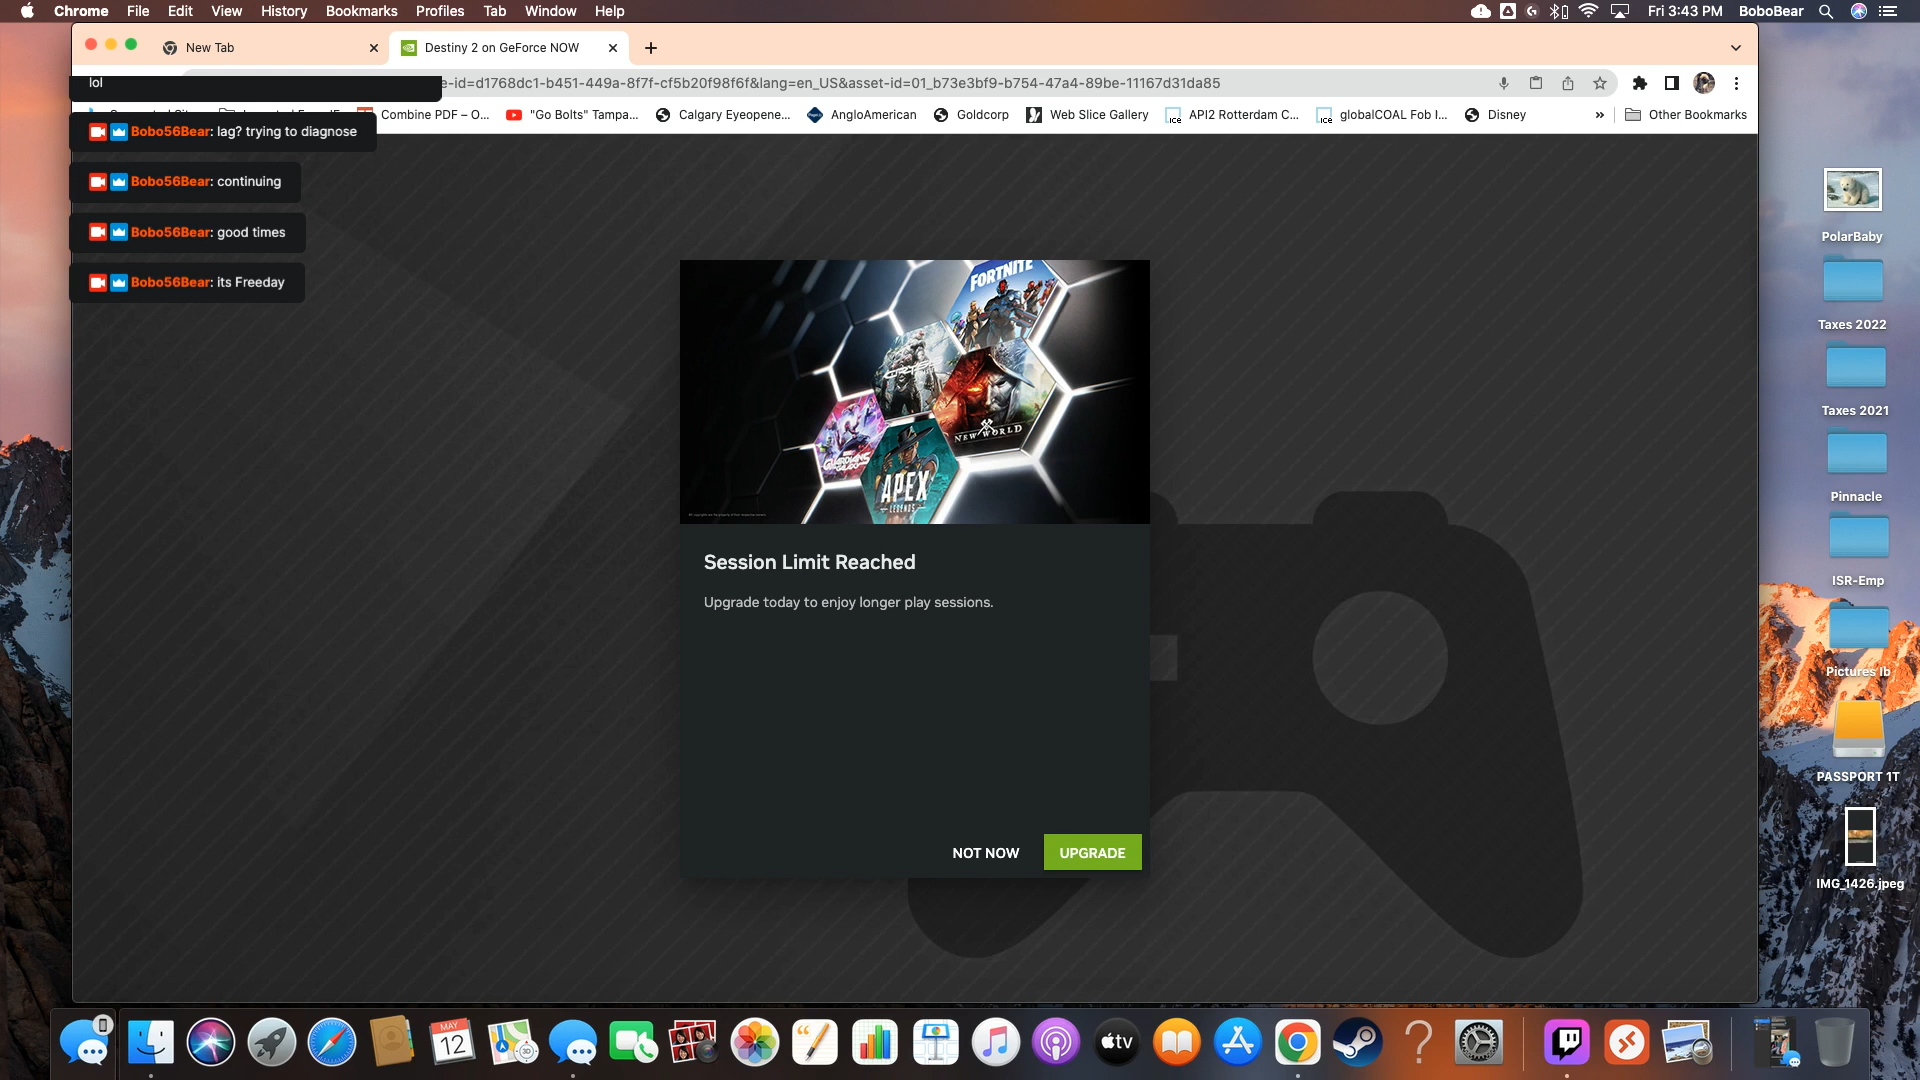 Chrome File Edit View History Bookmarks Profiles Tab Window Help
Fri 3:43 PM BoboBear
New Tab
Destiny 2 on GeForce NOW
lol
e-id=d1768dc1-b451-449a-8f7f-cf5b20f98f6f&lang=en_US&asset-id=01_b73e3bf9-b754-47a4-89be-11167d31da85
Combine PDF – O...
"Go Bolts" Tampa...
Calgary Eyeopene...
AngloAmerican
Goldcorp
Web Slice Gallery
API2 Rotterdam C...
globalCOAL Fob I...
Disney
»
Other Bookmarks
Bobo56Bear: lag? trying to diagnose
Bobo56Bear: continuing
Bobo56Bear: good times
Bobo56Bear: its Freeday
FORTNITE
NEW WORLD
GUARDIANS
APEX
LEGENDS
Session Limit Reached
Upgrade today to enjoy longer play sessions.
NOT NOW
UPGRADE
PolarBaby
Taxes 2022
Taxes 2021
Pinnacle
ISR-Emp
Pictures lb
PASSPORT 1T
IMG_1426.jpeg
MAY
12
3D
tv